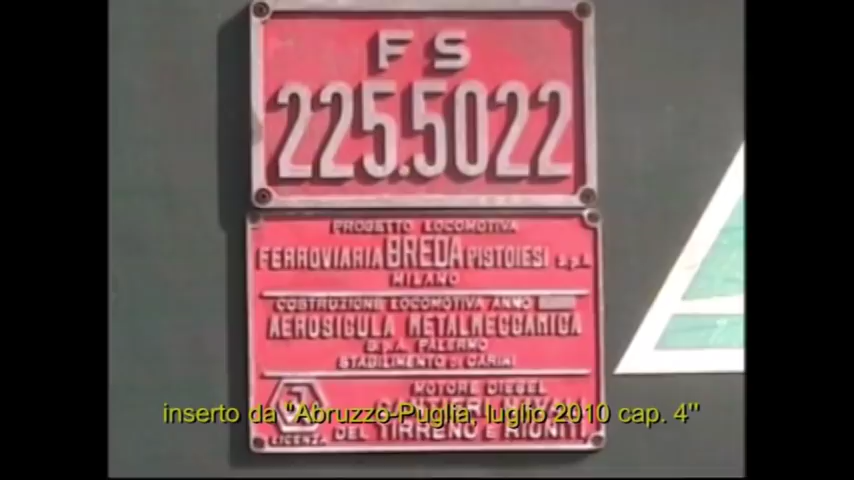 FS
225.5022
PROGETTO LOCOMOTIVA
FERROVIARIA BREDA PISTOIESI s.p.a.
MILANO
COSTRUZIONE LOCOMOTIVA ANNO
AEROSICULA METALMECCANICA
S.P.A. PALERMO
STABILIMENTO DI CARINI
MOTORE DIESEL
CANTIERI NAVALI
inserto da "Abruzzo-Puglia, luglio 2010 cap. 4"
DEL TIRRENO E RIUNITI
LICENZA